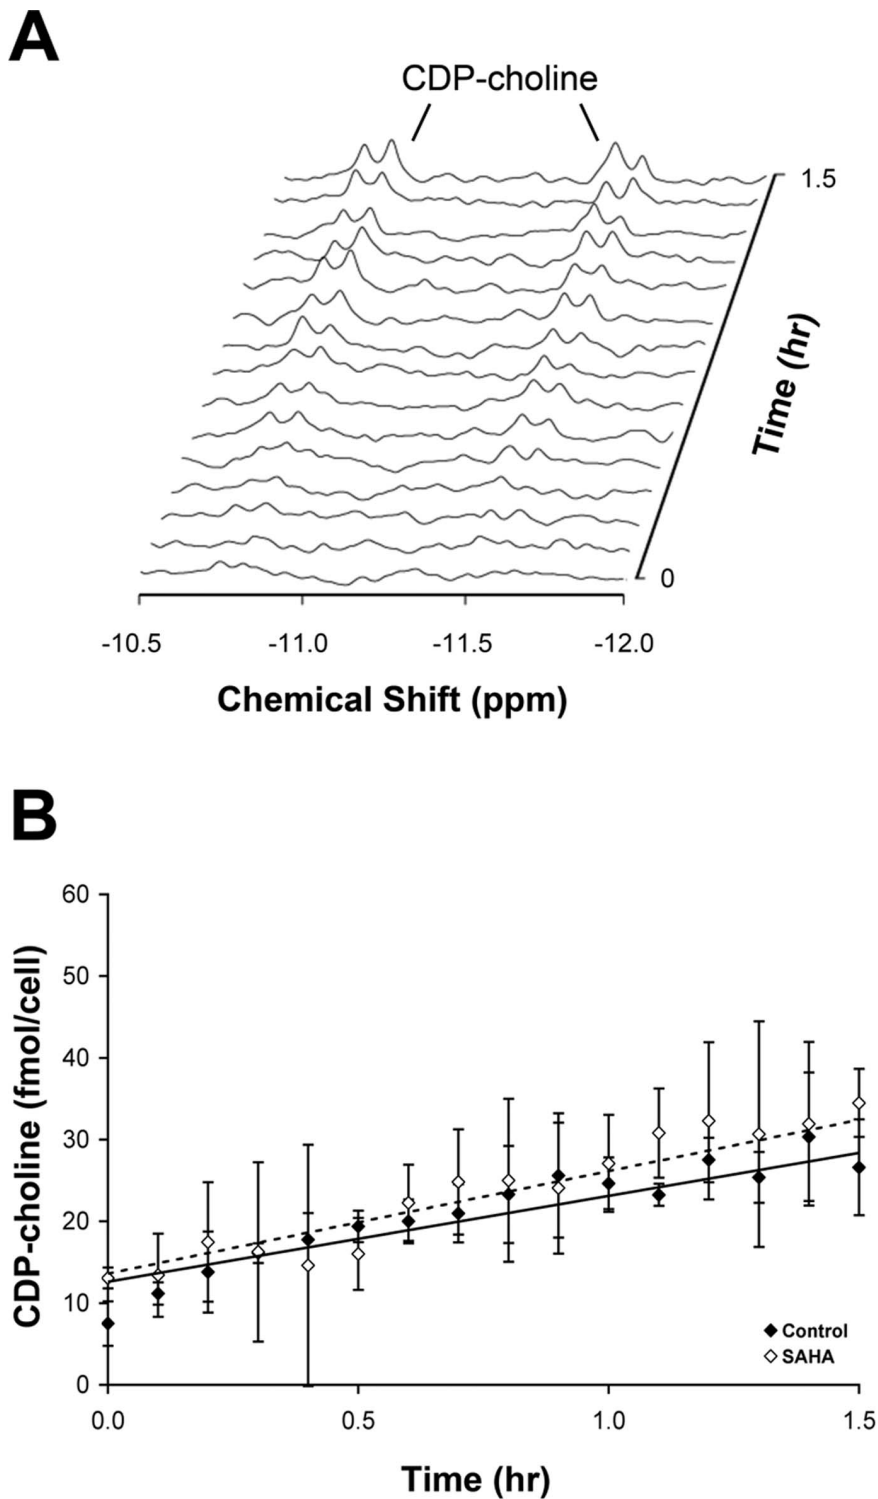 A
CDP-choline
1.5
Time (hr)
0
-10.5 -11.0 -11.5 -12.0
Chemical Shift (ppm)
B
60
50
40
30
20
10
0
CDP-choline (fmol/cell)
Control
SAHA
0.0 0.5 1.0 1.5
Time (hr)